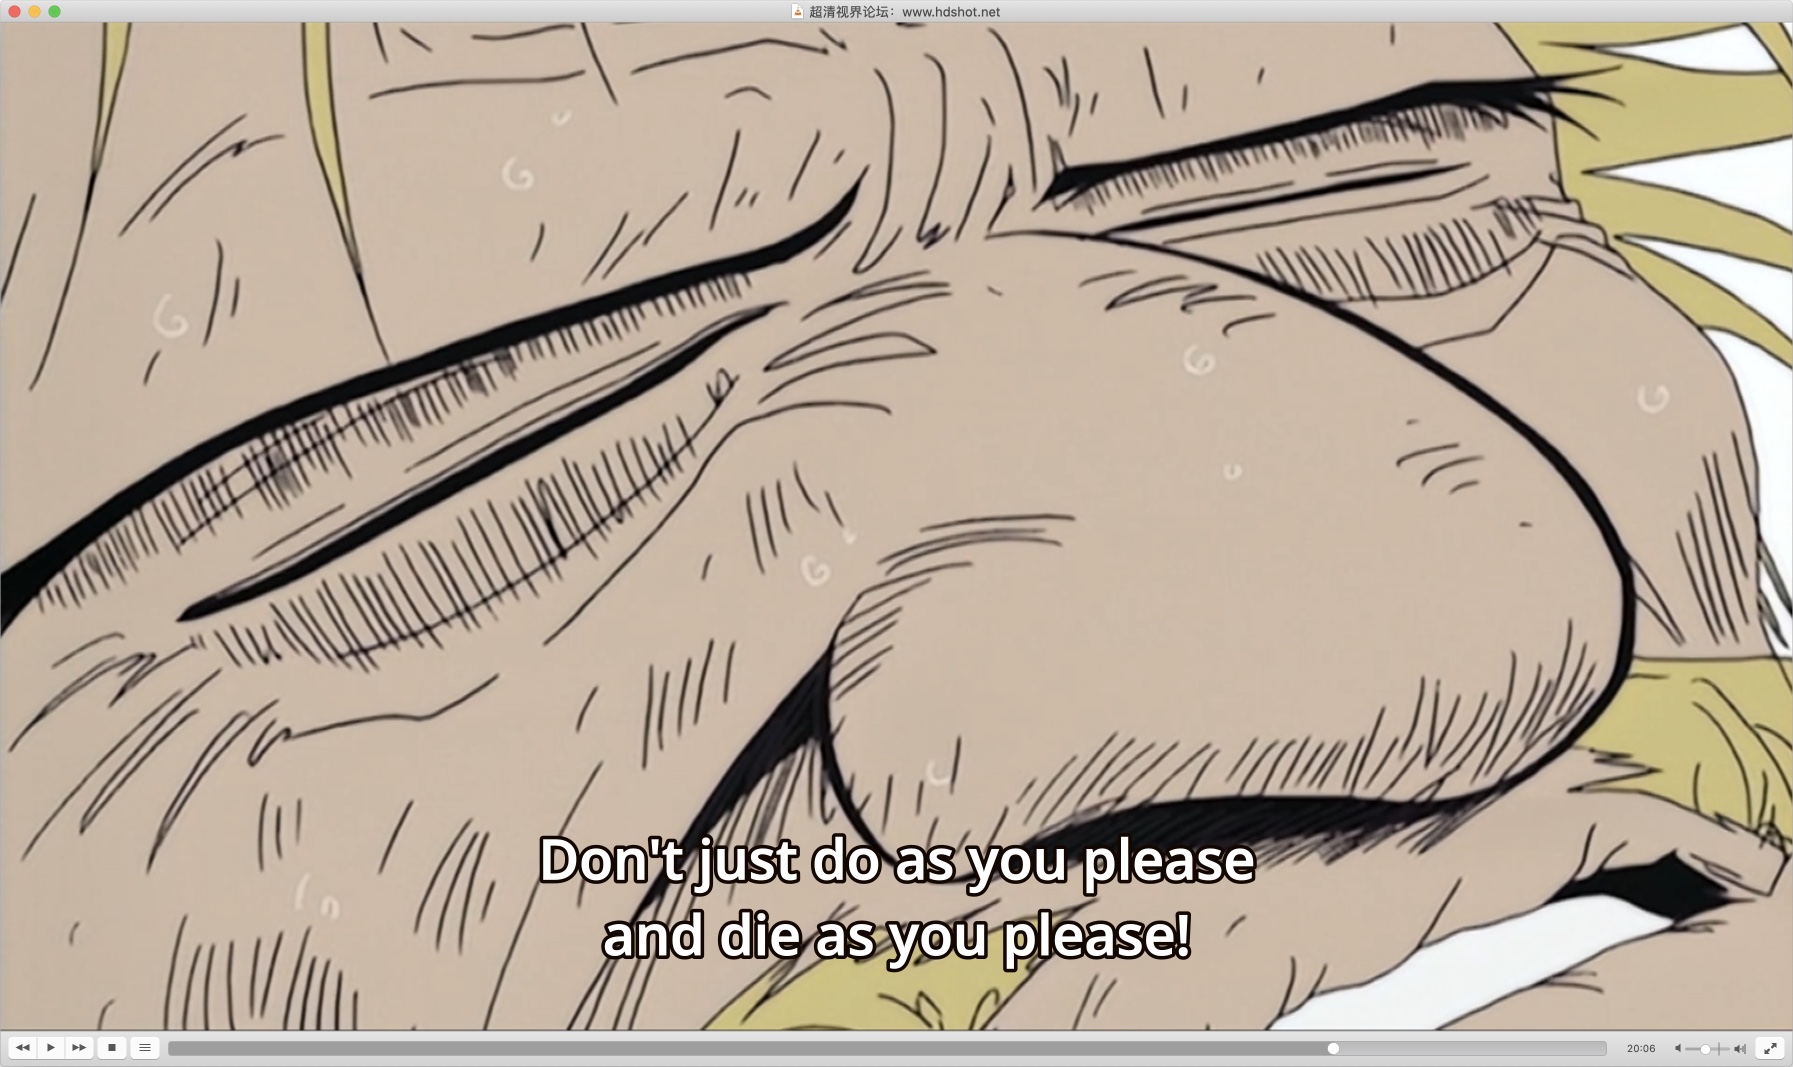 超清视界论坛：www.hdshot.net
Don't just do as you please
and die as you please!
20:06